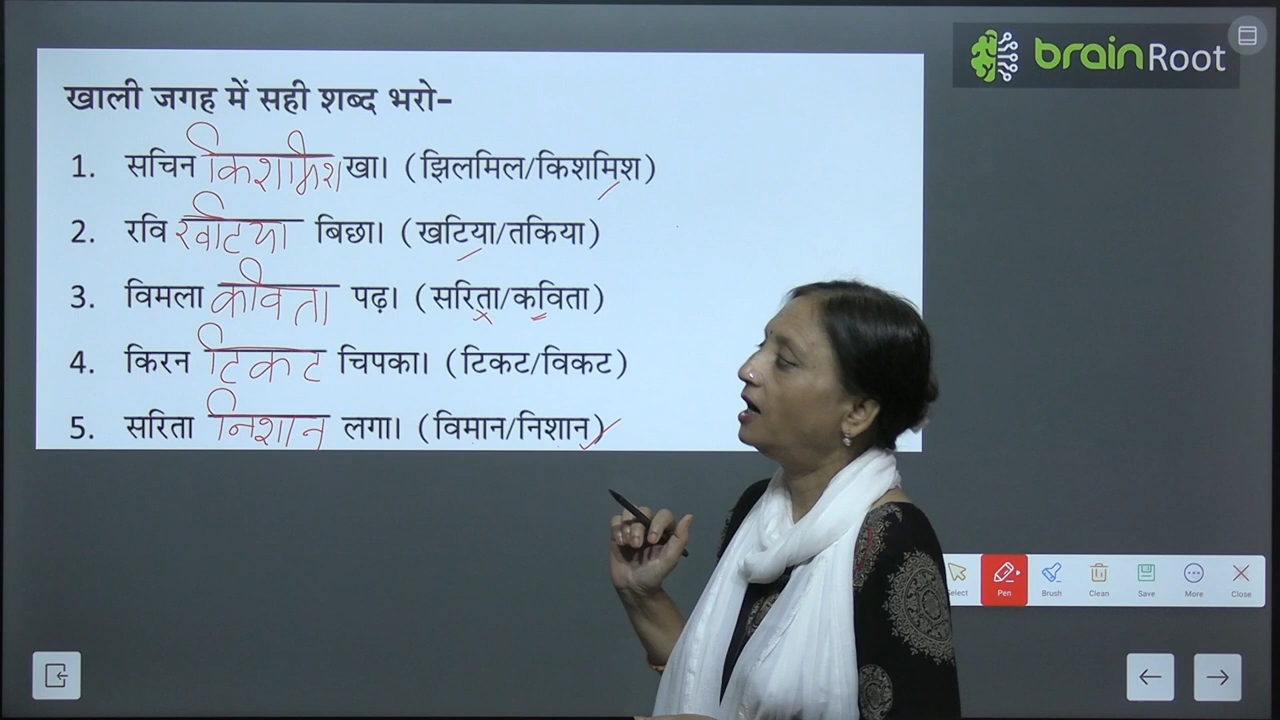 brainRoot
खाली जगह में सही शब्द भरो-
1. सचिन किशमिश खा। (झिलमिल/किशमिश)
2. रवि खटिया बिछा। (खटिया/तकिया)
3. विमला कविता पढ़। (सरिता/कविता)
4. किरन टिकट चिपका। (टिकट/विकट)
5. सरिता निशान लगा। (विमान/निशान)
elect Pen Brush Clean Save More Close